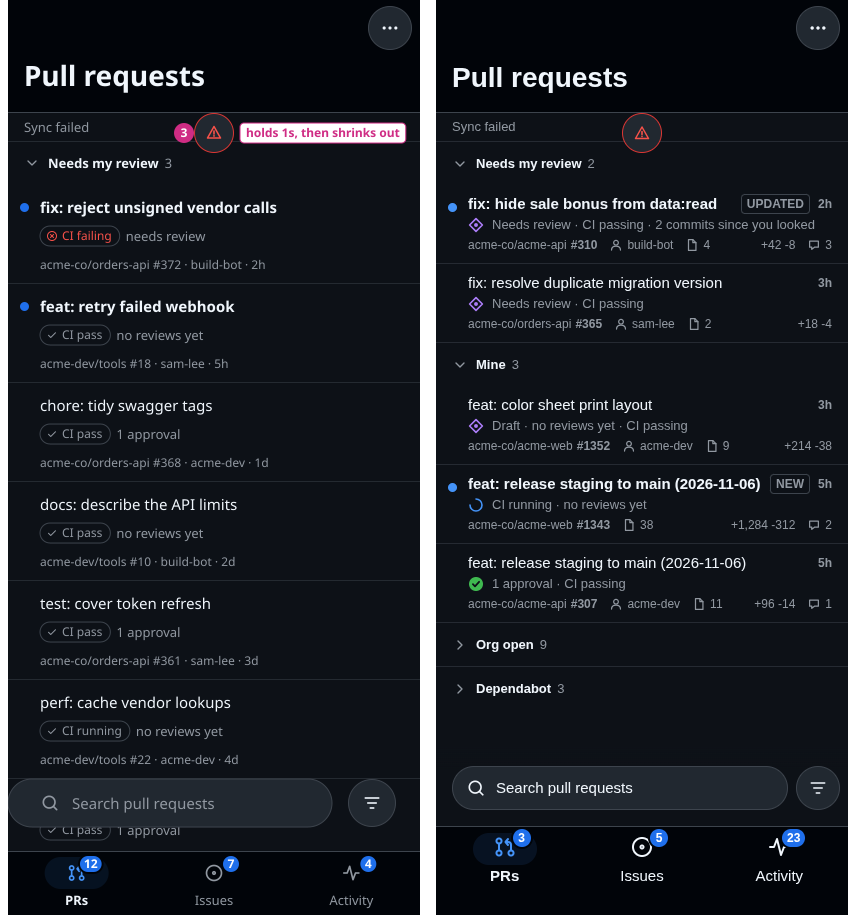 Pull requests
Sync failed
3
holds 1s, then shrinks out
Needs my review 3
fix: reject unsigned vendor calls
CI failing needs review
acme-co/orders-api #372 · build-bot · 2h
feat: retry failed webhook
CI pass no reviews yet
acme-dev/tools #18 · sam-lee · 5h
chore: tidy swagger tags
CI pass 1 approval
acme-co/orders-api #368 · acme-dev · 1d
docs: describe the API limits
CI pass no reviews yet
acme-dev/tools #10 · build-bot · 2d
test: cover token refresh
CI pass 1 approval
acme-co/orders-api #361 · sam-lee · 3d
perf: cache vendor lookups
CI running no reviews yet
acme-dev/tools #22 · acme-dev · 4d
Search pull requests
CI pass 1 approval
12 7 4
PRs Issues Activity
Pull requests
Sync failed
Needs my review 2
fix: hide sale bonus from data:read UPDATED 2h
Needs review · CI passing · 2 commits since you looked
acme-co/acme-api #310 build-bot 4 +42 -8 3
fix: resolve duplicate migration version 3h
Needs review · CI passing
acme-co/orders-api #365 sam-lee 2 +18 -4
Mine 3
feat: color sheet print layout 3h
Draft · no reviews yet · CI passing
acme-co/acme-web #1352 acme-dev 9 +214 -38
feat: release staging to main (2026-11-06) NEW 5h
CI running · no reviews yet
acme-co/acme-web #1343 38 +1,284 -312 2
feat: release staging to main (2026-11-06) 5h
1 approval · CI passing
acme-co/acme-api #307 acme-dev 11 +96 -14 1
Org open 9
Dependabot 3
Search pull requests
3 5 23
PRs Issues Activity